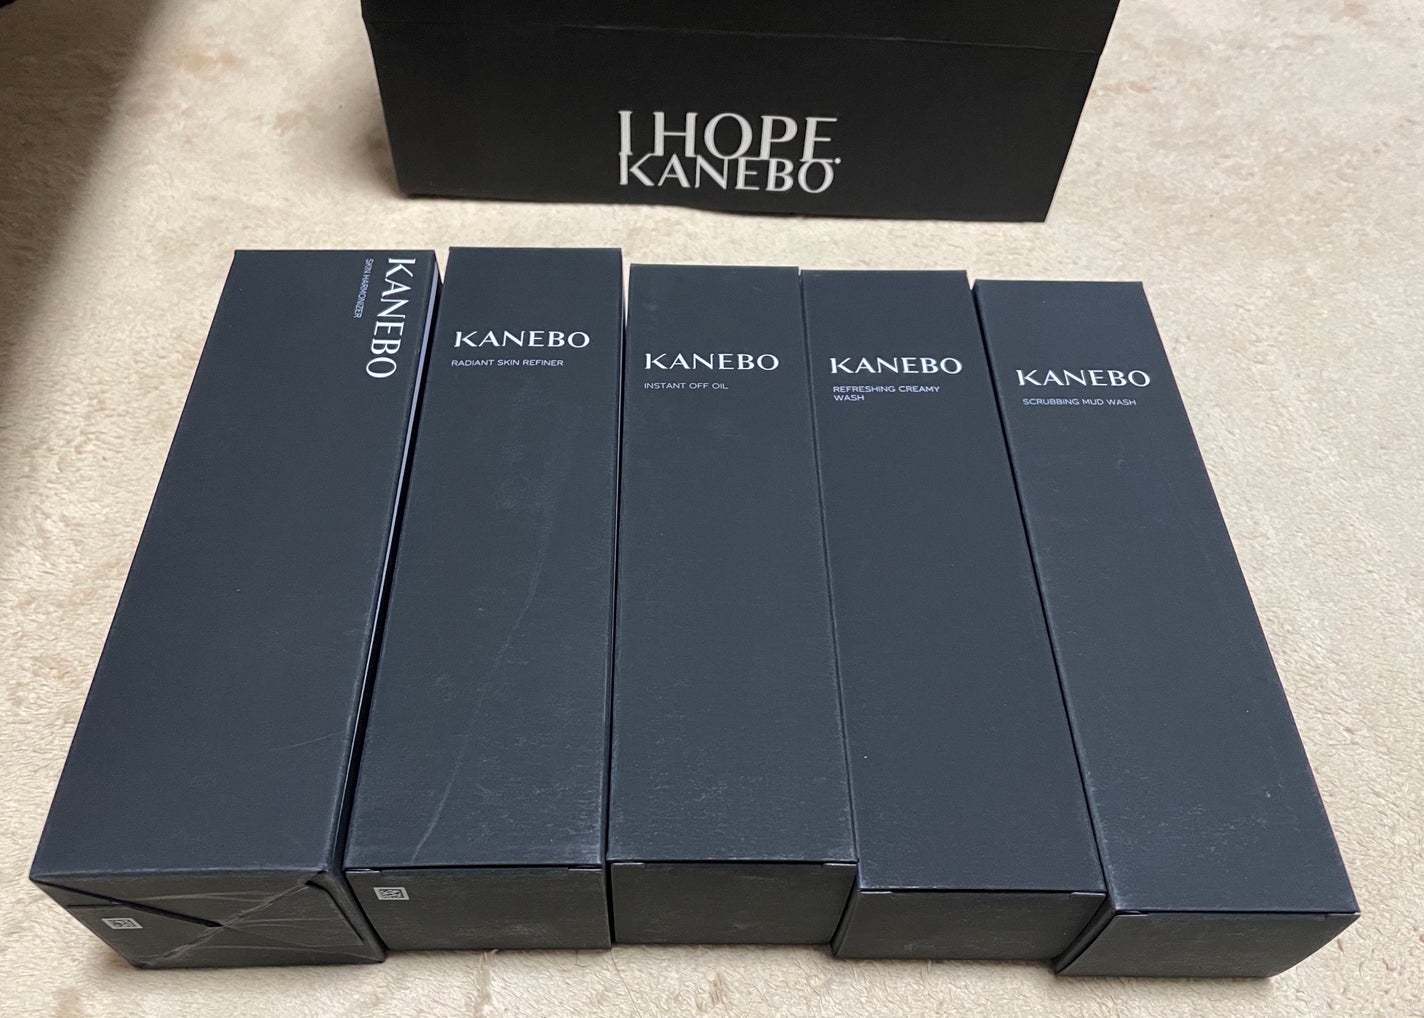 I HOPE.
KANEBO
KANEBO
SKIN HARMONIZER
KANEBO
RADIANT SKIN REFINER
KANEBO
INSTANT OFF OIL
KANEBO
REFRESHING CREAMY
WASH
KANEBO
SCRUBBING MUD WASH